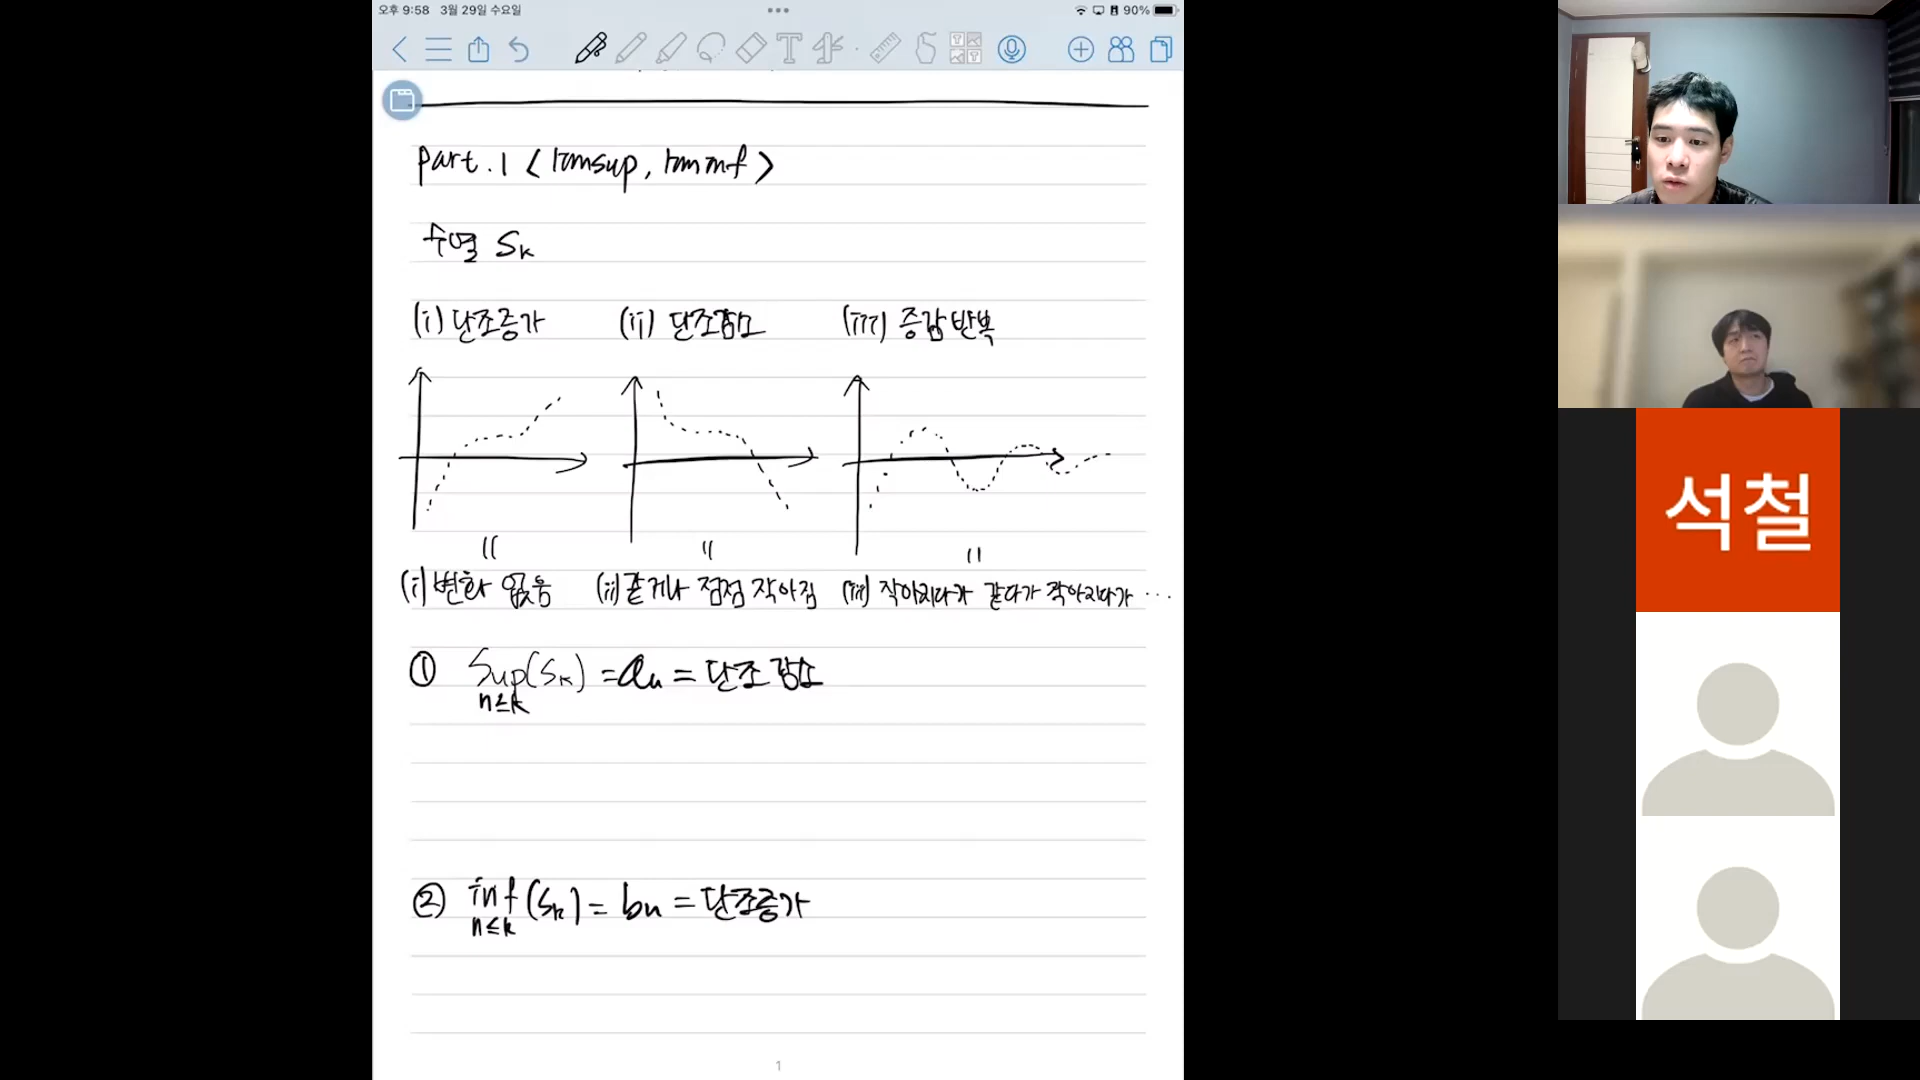 오후 9:58 3월 29일 수요일
90%
part.1 < limsup, liminf >
수열 Sₖ
(i) 단조증가 (ii) 단조감소 (iii) 증감반복
(i) 변화 없음 (ii) 같거나 점점 작아짐 (iii) 작아지다가 같다가 작아지다가 ...
① Sup(Sₖ) = aₙ = 단조감소
n≤k
② inf(Sₖ) = bₙ = 단조증가
n≤k
1
석철